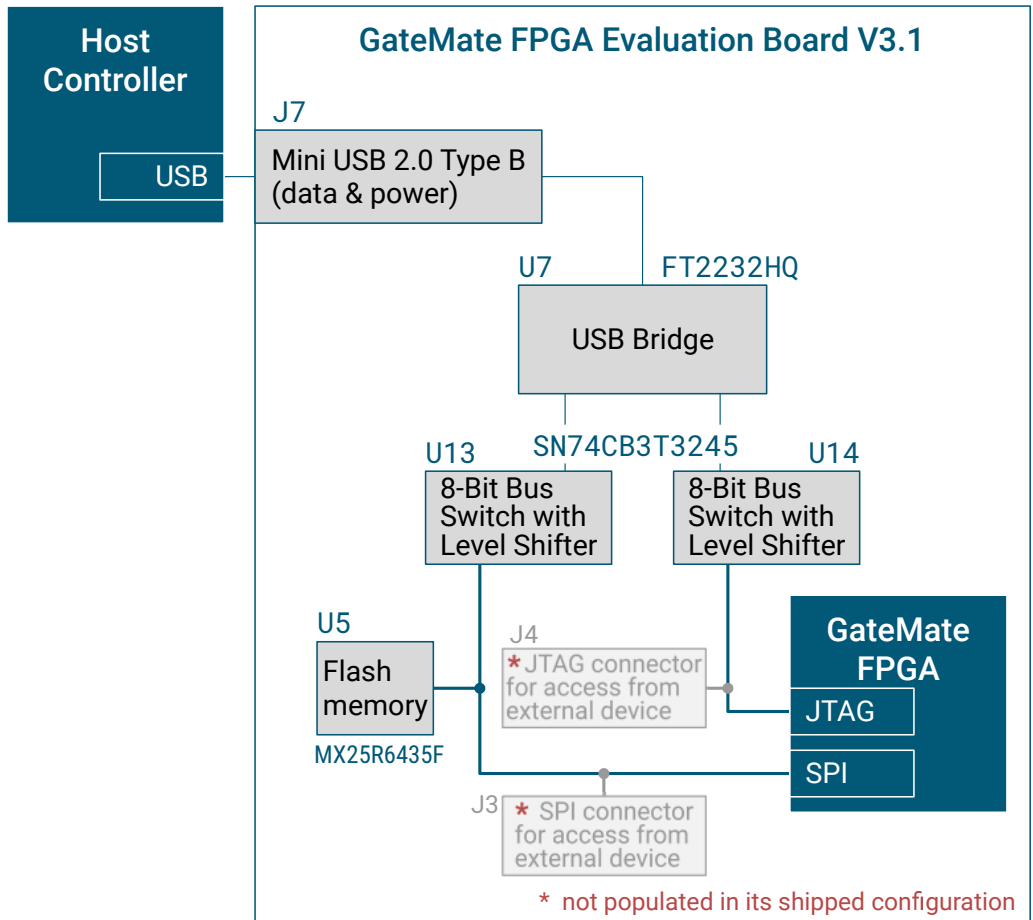 Host
Controller
GateMate FPGA Evaluation Board V3.1
J7
USB
Mini USB 2.0 Type B
(data & power)
U7
FT2232HQ
USB Bridge
U13
SN74CB3T3245
U14
8-Bit Bus
Switch with
Level Shifter
8-Bit Bus
Switch with
Level Shifter
U5
Flash
memory
MX25R6435F
J4
* JTAG connector
for access from
external device
GateMate
FPGA
JTAG
SPI
J3
* SPI connector
for access from
external device
* not populated in its shipped configuration